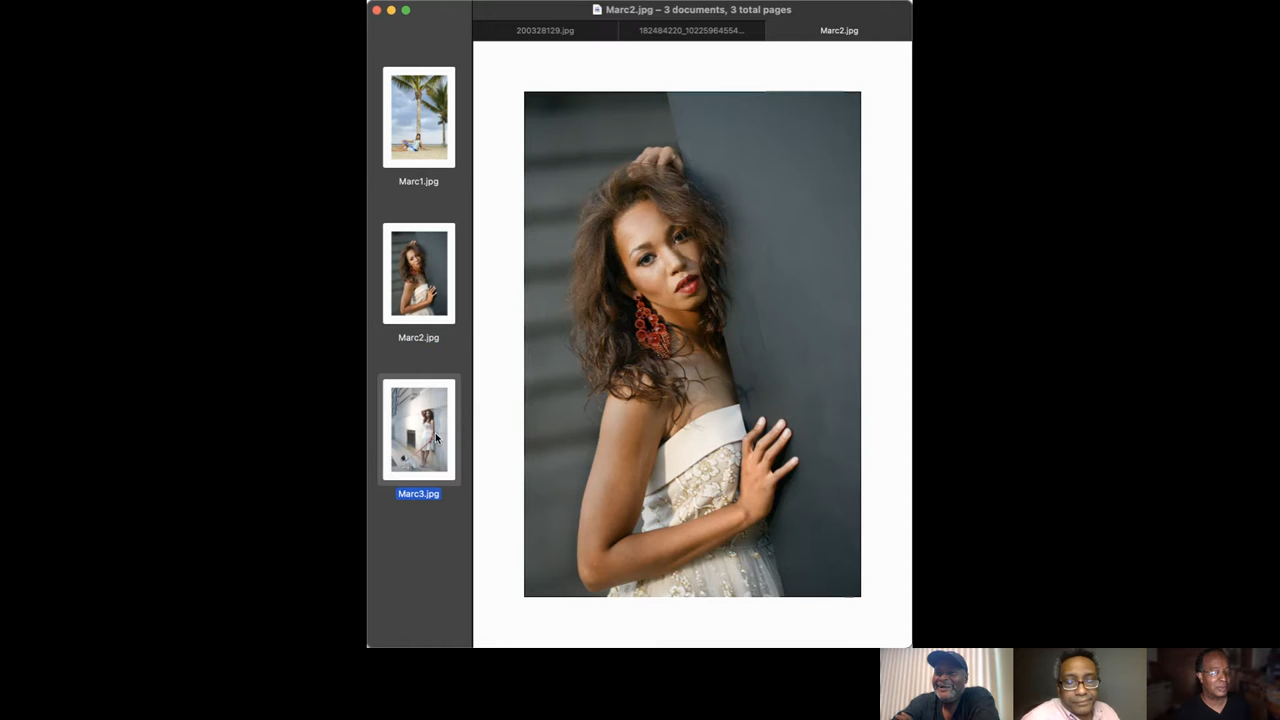 Marc2.jpg – 3 documents, 3 total pages
200328129.jpg
182484220_10225964554...
Marc2.jpg
Marc1.jpg
Marc2.jpg
Marc3.jpg